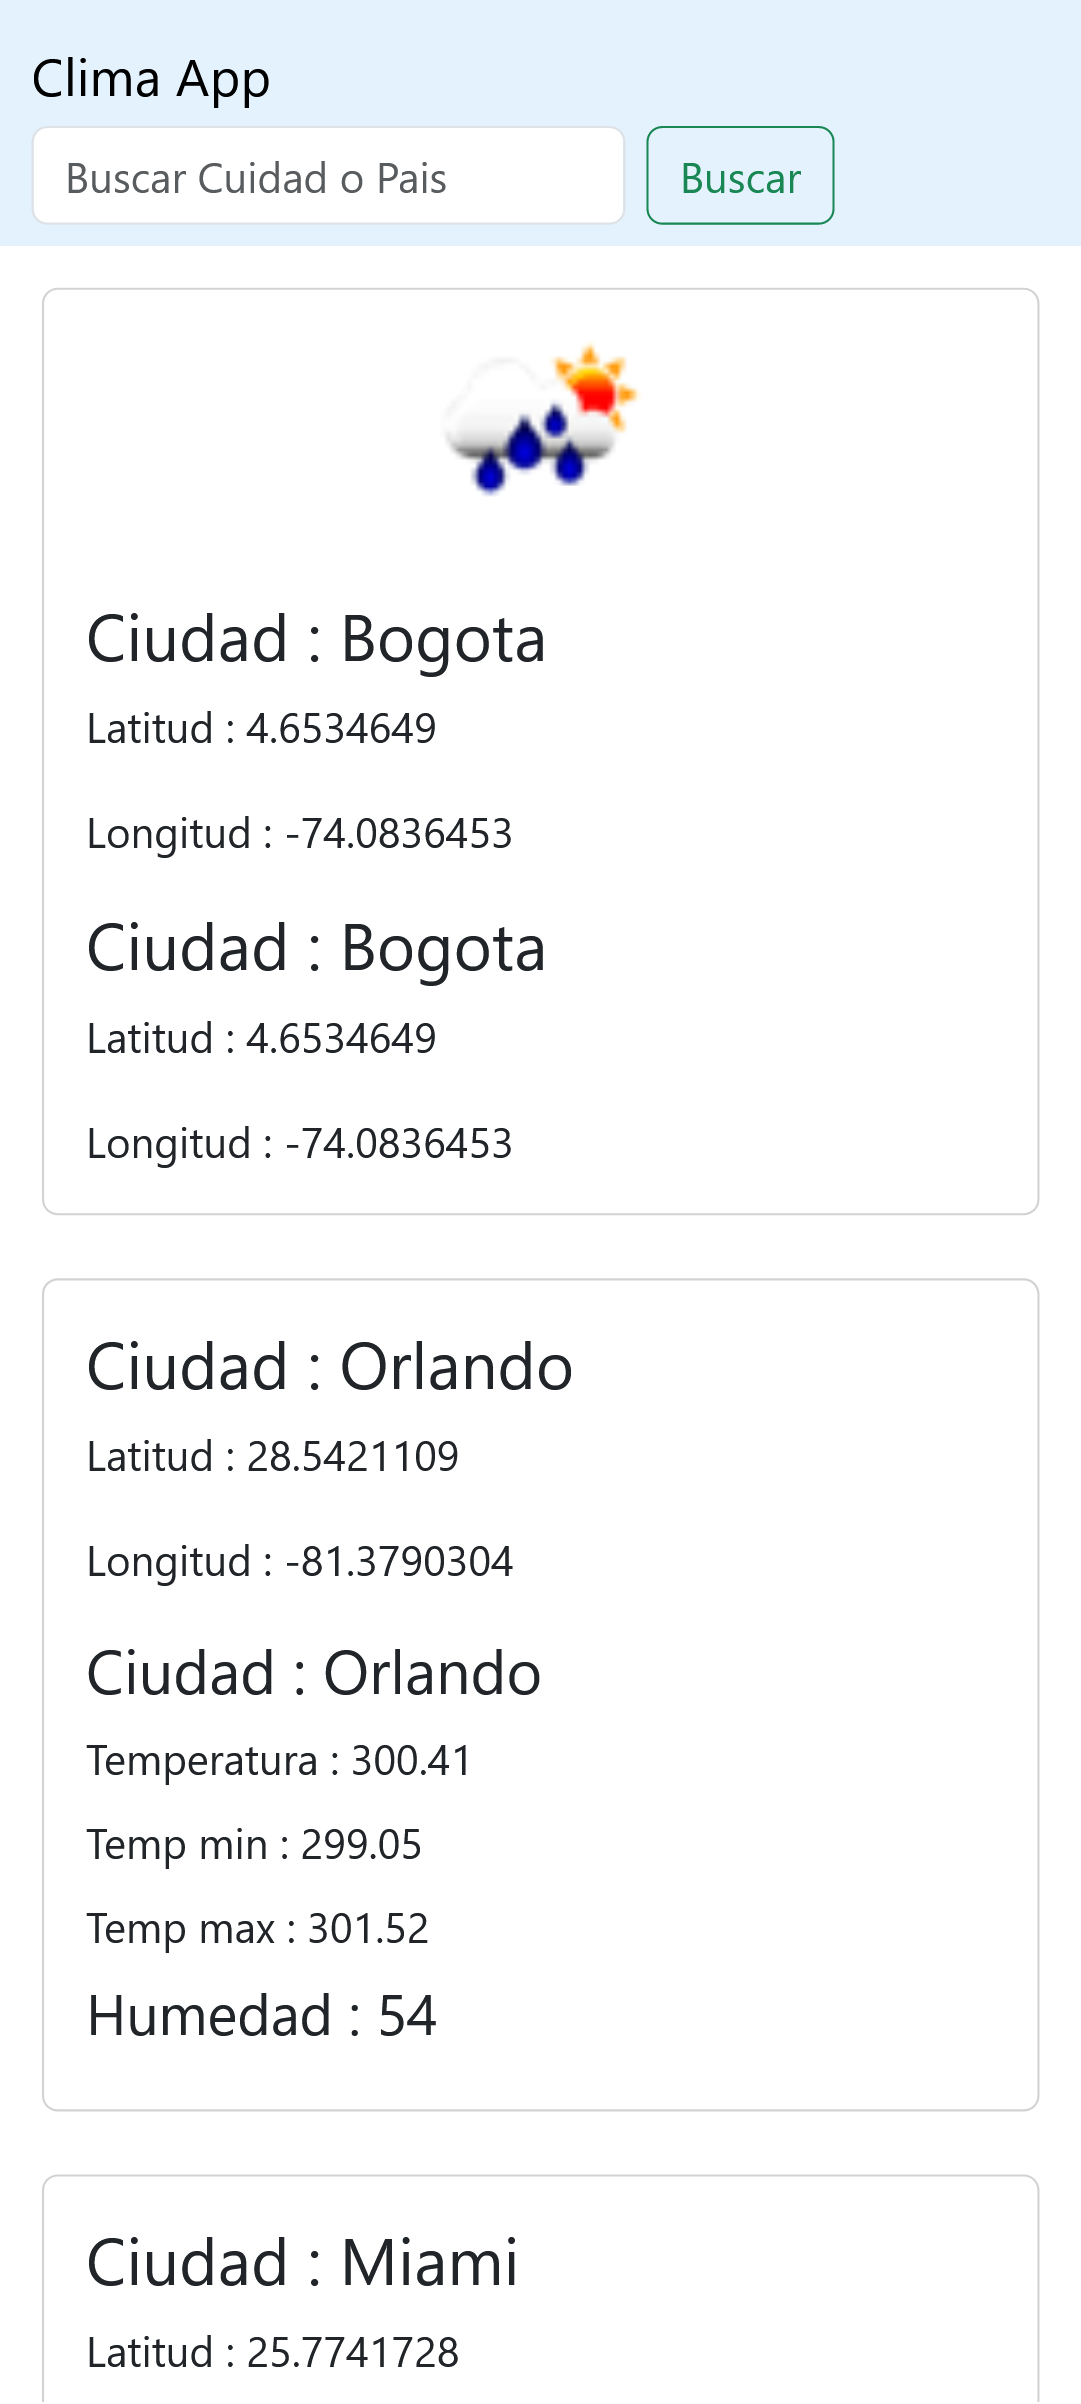 Clima App
Buscar Cuidad o Pais
Buscar
Ciudad : Bogota
Latitud : 4.6534649
Longitud : -74.0836453
Ciudad : Bogota
Latitud : 4.6534649
Longitud : -74.0836453
Ciudad : Orlando
Latitud : 28.5421109
Longitud : -81.3790304
Ciudad : Orlando
Temperatura : 300.41
Temp min : 299.05
Temp max : 301.52
Humedad : 54
Ciudad : Miami
Latitud : 25.7741728